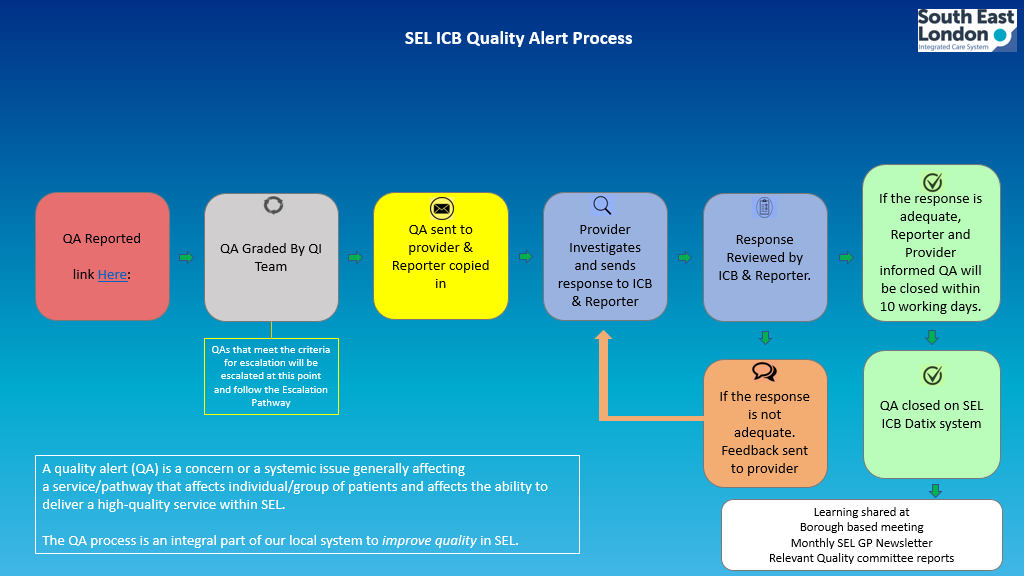 SEL ICB Quality Alert Process
South East
London
Integrated Care System
QA Reported
link Here:
QA Graded By QI
Team
QAs that meet the criteria
for escalation will be
escalated at this point
and follow the Escalation
Pathway
QA sent to
provider &
Reporter copied
in
Provider
Investigates
and sends
response to ICB
& Reporter
Response
Reviewed by
ICB & Reporter.
If the response
is not
adequate.
Feedback sent
to provider
If the response is
adequate,
Reporter and
Provider
informed QA will
be closed within
10 working days.
QA closed on SEL
ICB Datix system
Learning shared at
Borough based meeting
Monthly SEL GP Newsletter
Relevant Quality committee reports
A quality alert (QA) is a concern or a systemic issue generally affecting
a service/pathway that affects individual/group of patients and affects the ability to
deliver a high-quality service within SEL.
The QA process is an integral part of our local system to improve quality in SEL.